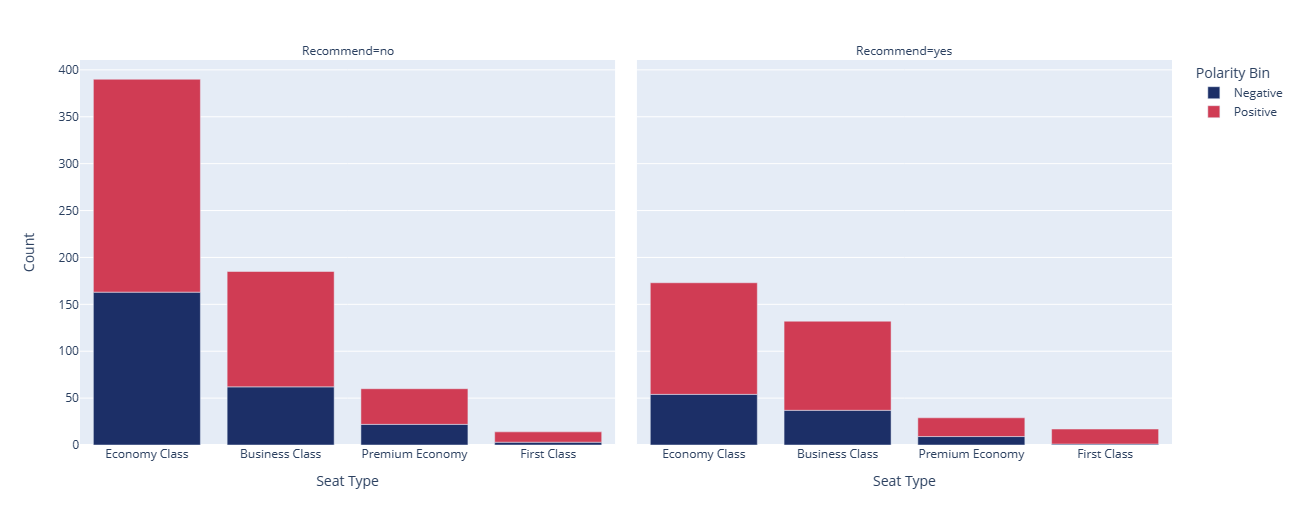 Recommend=no
Recommend=yes
Polarity Bin
Negative
Positive
Count
400
350
300
250
200
150
100
50
0
Economy Class
Business Class
Premium Economy
First Class
Economy Class
Business Class
Premium Economy
First Class
Seat Type
Seat Type